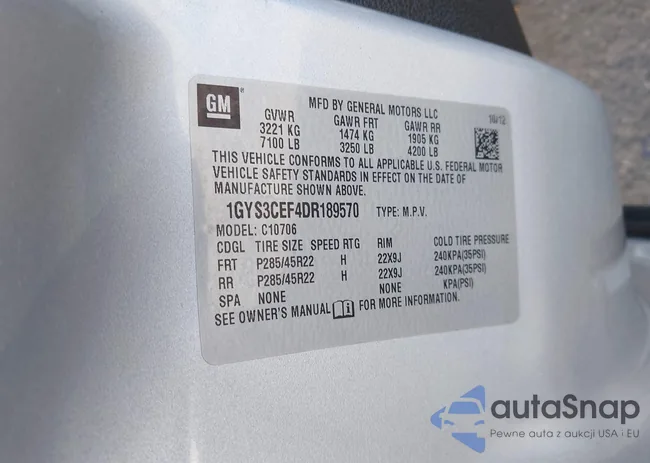 GM
MFD BY GENERAL MOTORS LLC
GVWR GAWR FRT GAWR RR 10/12
3221 KG 1474 KG 1905 KG
7100 LB 3250 LB 4200 LB
THIS VEHICLE CONFORMS TO ALL APPLICABLE U.S. FEDERAL MOTOR
VEHICLE SAFETY STANDARDS IN EFFECT ON THE DATE OF
MANUFACTURE SHOWN ABOVE.
1GYS3CEF4DR189570 TYPE: M.P.V.
MODEL: C10706
CDGL TIRE SIZE SPEED RTG RIM COLD TIRE PRESSURE
FRT P285/45R22 H 22X9J 240KPA(35PSI)
RR P285/45R22 H 22X9J 240KPA(35PSI)
SPA NONE NONE KPA(PSI)
SEE OWNER'S MANUAL i FOR MORE INFORMATION.
autaSnap
Pewne auta z aukcji USA i EU